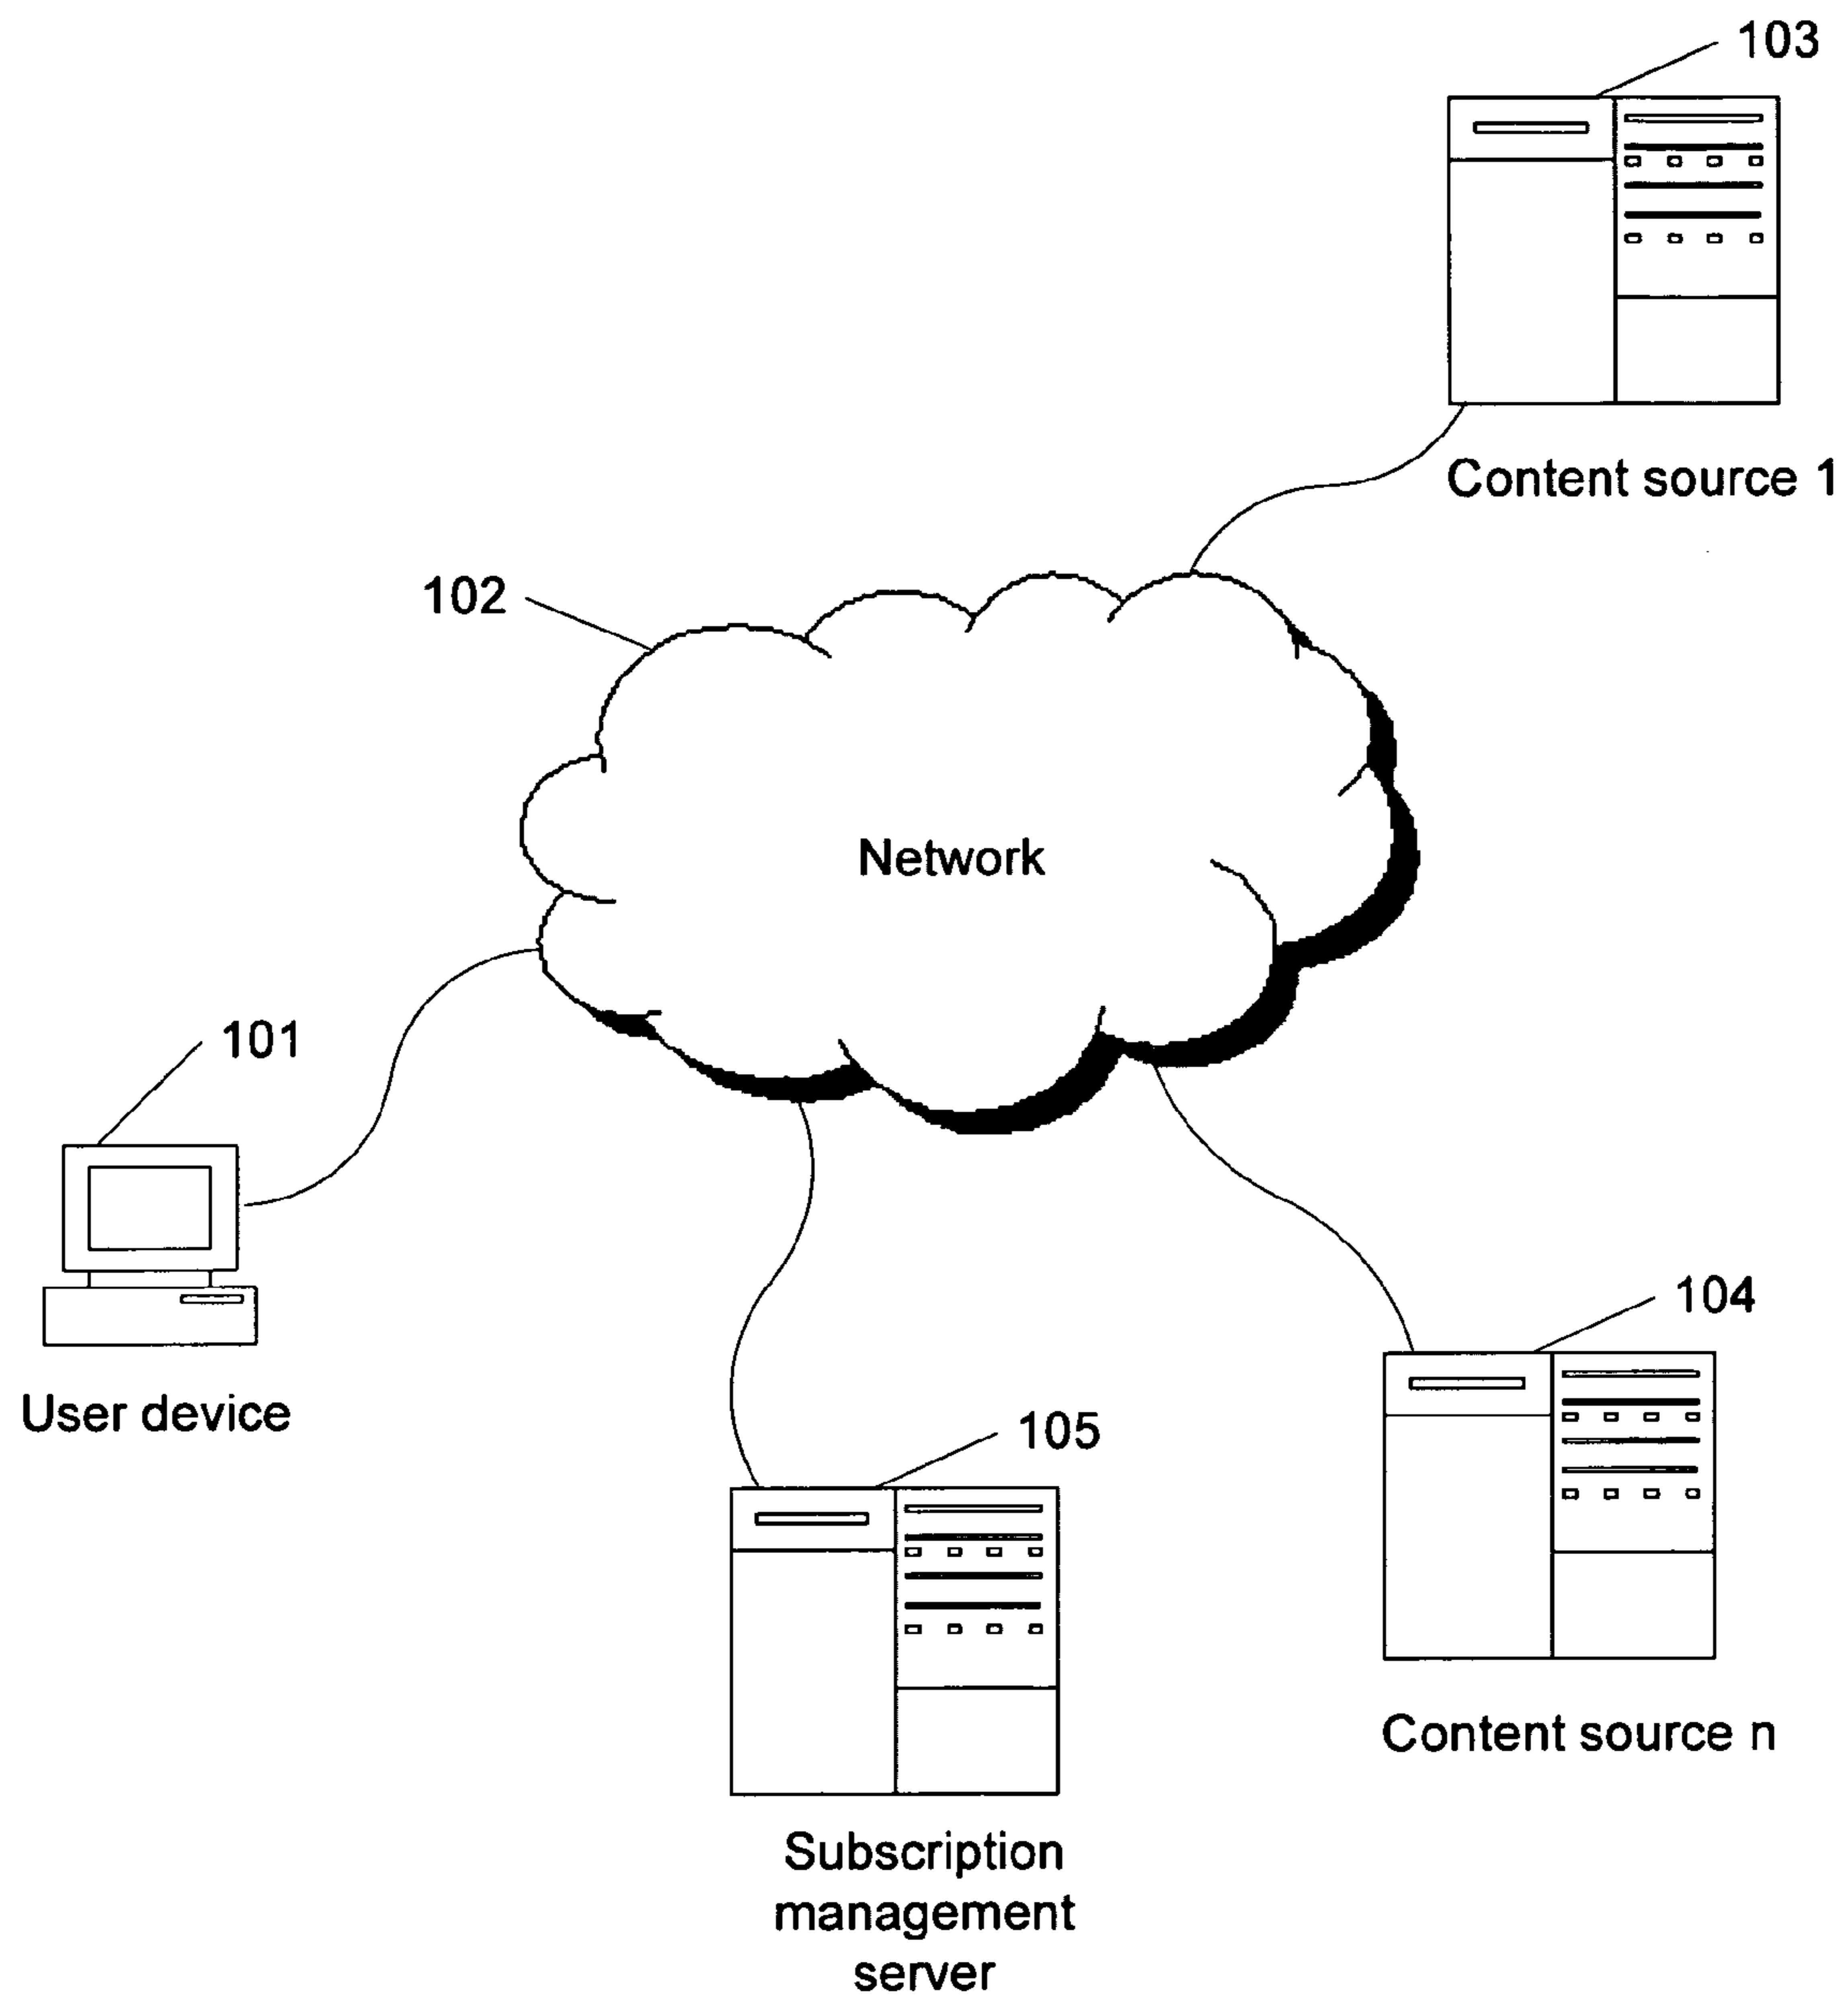 103
Content source 1
102
Network
101
User device
104
105
Content source n
Subscription
management
server